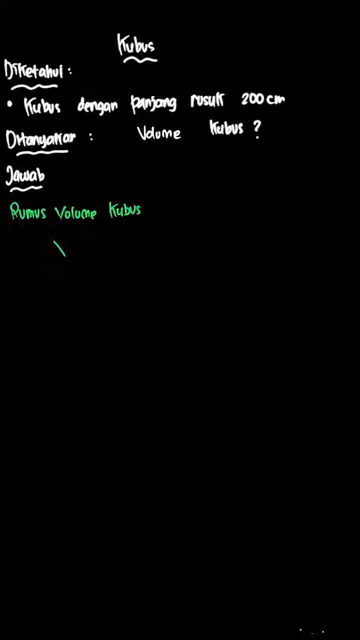 Kubus
Diketahui :
• Kubus dengan panjang rusuk 200 cm
Ditanyakan : Volume Kubus ?
Jawab
Rumus Volume Kubus